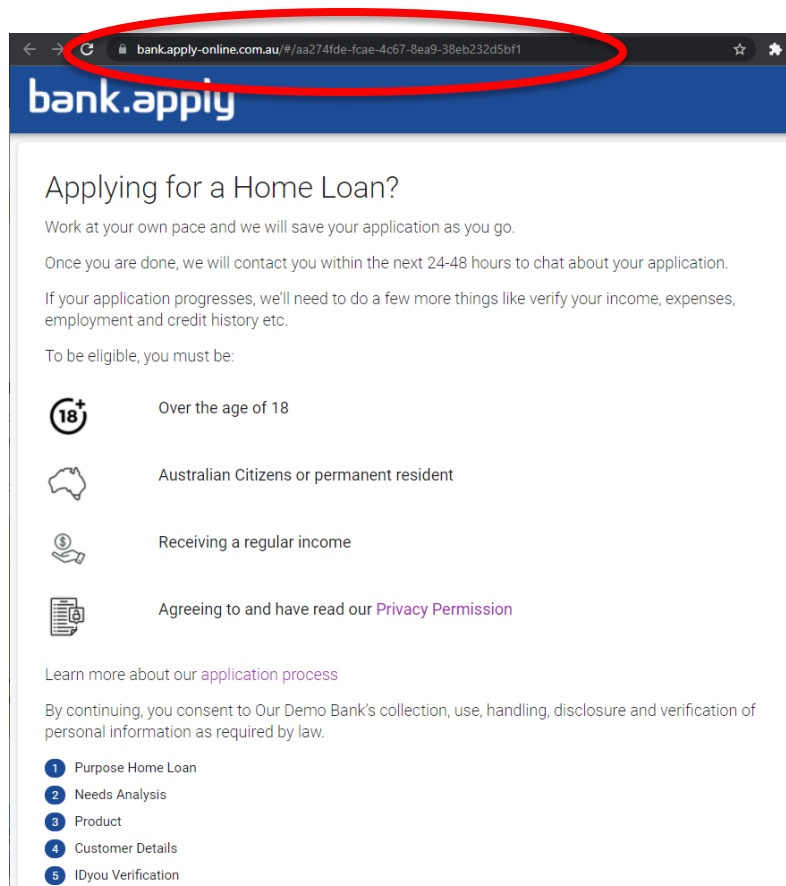 bank.apply-online.com.au/#/aa274fde-fcae-4c67-8ea9-38eb232d5bf1
bank.apply
Applying for a Home Loan?
Work at your own pace and we will save your application as you go.
Once you are done, we will contact you within the next 24-48 hours to chat about your application.
If your application progresses, we'll need to do a few more things like verify your income, expenses,
employment and credit history etc.
To be eligible, you must be:
18+
Over the age of 18
Australian Citizens or permanent resident
$
Receiving a regular income
Agreeing to and have read our Privacy Permission
Learn more about our application process
By continuing, you consent to Our Demo Bank's collection, use, handling, disclosure and verification of
personal information as required by law.
1 Purpose Home Loan
2 Needs Analysis
3 Product
4 Customer Details
5 IDyou Verification